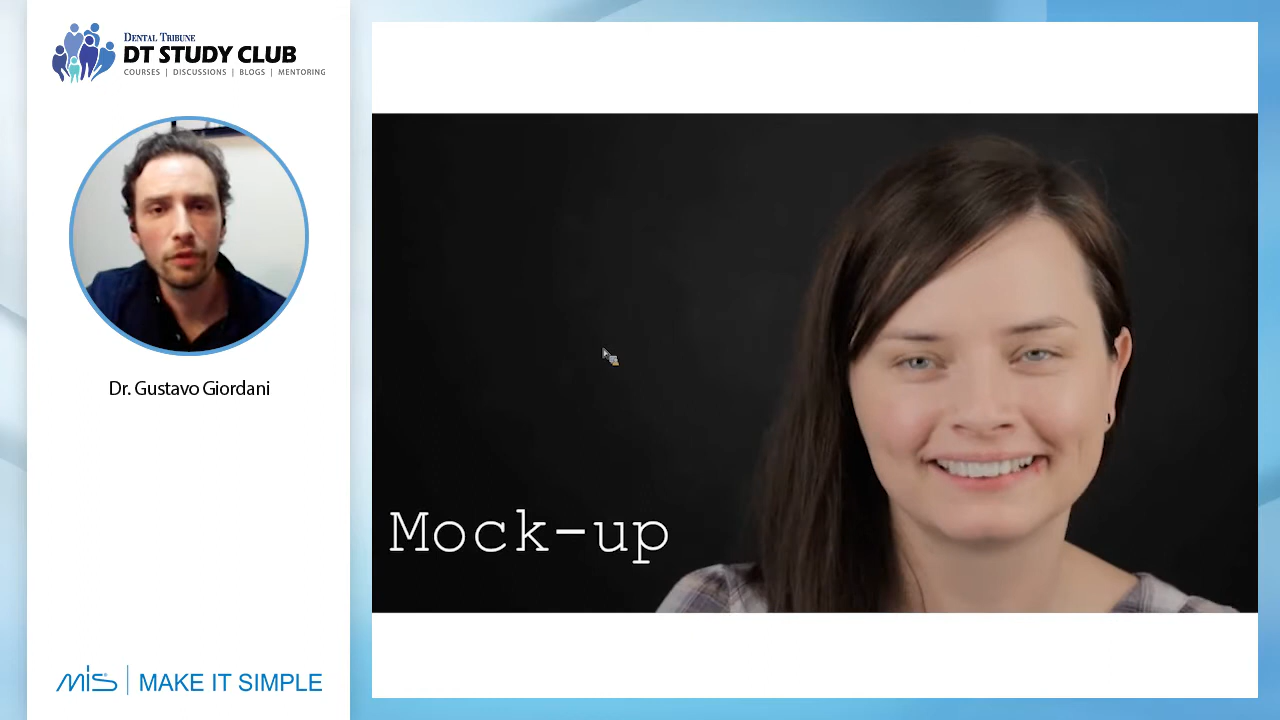 Dental Tribune
DT STUDY CLUB
COURSES | DISCUSSIONS | BLOGS | MENTORING
Dr. Gustavo Giordani
Mock-up
mis® | MAKE IT SIMPLE